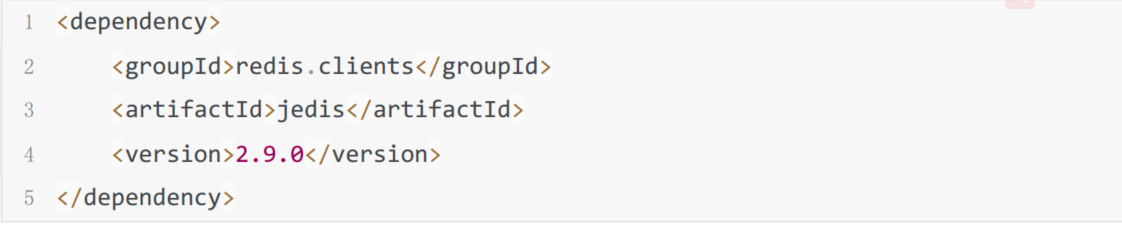 1 <dependency>
2     <groupId>redis.clients</groupId>
3     <artifactId>jedis</artifactId>
4     <version>2.9.0</version>
5 </dependency>